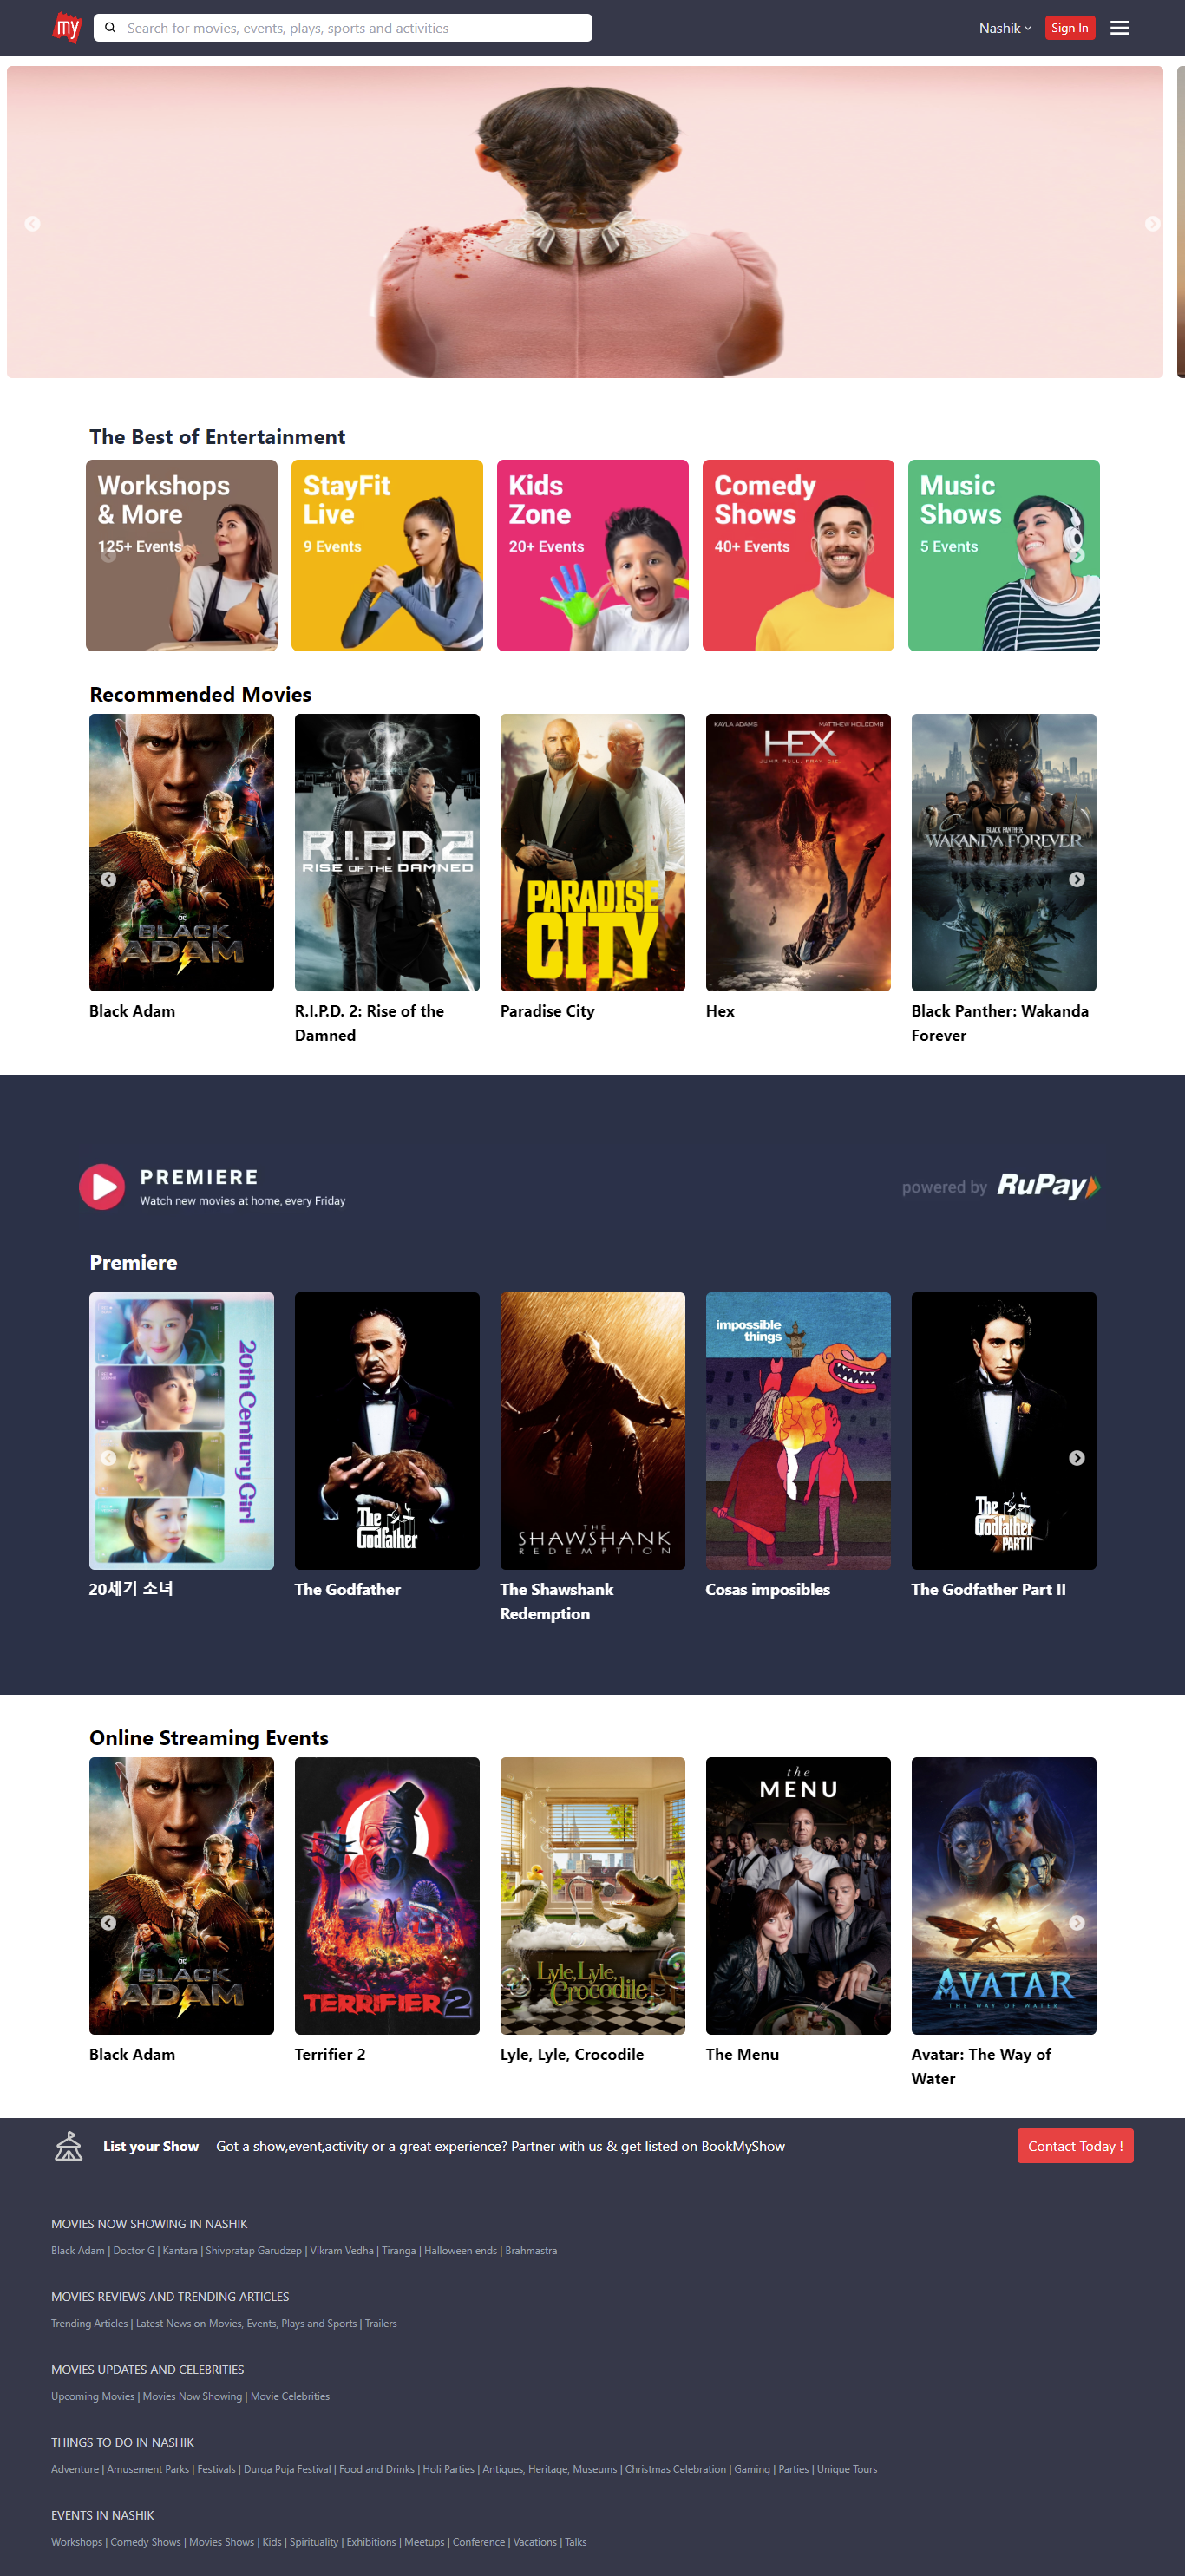 my
Search for movies, events, plays, sports and activities
Nashik
Sign In
The Best of Entertainment
Workshops
& More
125+ Events
StayFit
Live
9 Events
Kids
Zone
20+ Events
Comedy
Shows
40+ Events
Music
Shows
5 Events
Recommended Movies
DC
BLACK
ADAM
R.I.P.D.2
RISE OF THE DAMNED
PARADISE
CITY
KAYLA ADAMS MATTHEW HOLCOMB
HEX
JUMP. PULL. PRAY. DIE.
BLACK PANTHER
WAKANDA FOREVER
Black Adam
R.I.P.D. 2: Rise of the
Damned
Paradise City
Hex
Black Panther: Wakanda
Forever
PREMIERE
Watch new movies at home, every Friday
powered by RuPay
Premiere
20th Century Girl
The
Godfather
THE
SHAWSHANK
REDEMPTION
impossible
things
The
Godfather
PART II
20세기 소녀
The Godfather
The Shawshank
Redemption
Cosas imposibles
The Godfather Part II
Online Streaming Events
DC
BLACK
ADAM
TERRIFIER 2
Lyle, Lyle,
Crocodile
the
MENU
AVATAR
THE WAY OF WATER
Black Adam
Terrifier 2
Lyle, Lyle, Crocodile
The Menu
Avatar: The Way of
Water
List your Show Got a show,event,activity or a great experience? Partner with us & get listed on BookMyShow
Contact Today !
MOVIES NOW SHOWING IN NASHIK
Black Adam | Doctor G | Kantara | Shivpratap Garudzep | Vikram Vedha | Tiranga | Halloween ends | Brahmastra
MOVIES REVIEWS AND TRENDING ARTICLES
Trending Articles | Latest News on Movies, Events, Plays and Sports | Trailers
MOVIES UPDATES AND CELEBRITIES
Upcoming Movies | Movies Now Showing | Movie Celebrities
THINGS TO DO IN NASHIK
Adventure | Amusement Parks | Festivals | Durga Puja Festival | Food and Drinks | Holi Parties | Antiques, Heritage, Museums | Christmas Celebration | Gaming | Parties | Unique Tours
EVENTS IN NASHIK
Workshops | Comedy Shows | Movies Shows | Kids | Spirituality | Exhibitions | Meetups | Conference | Vacations | Talks